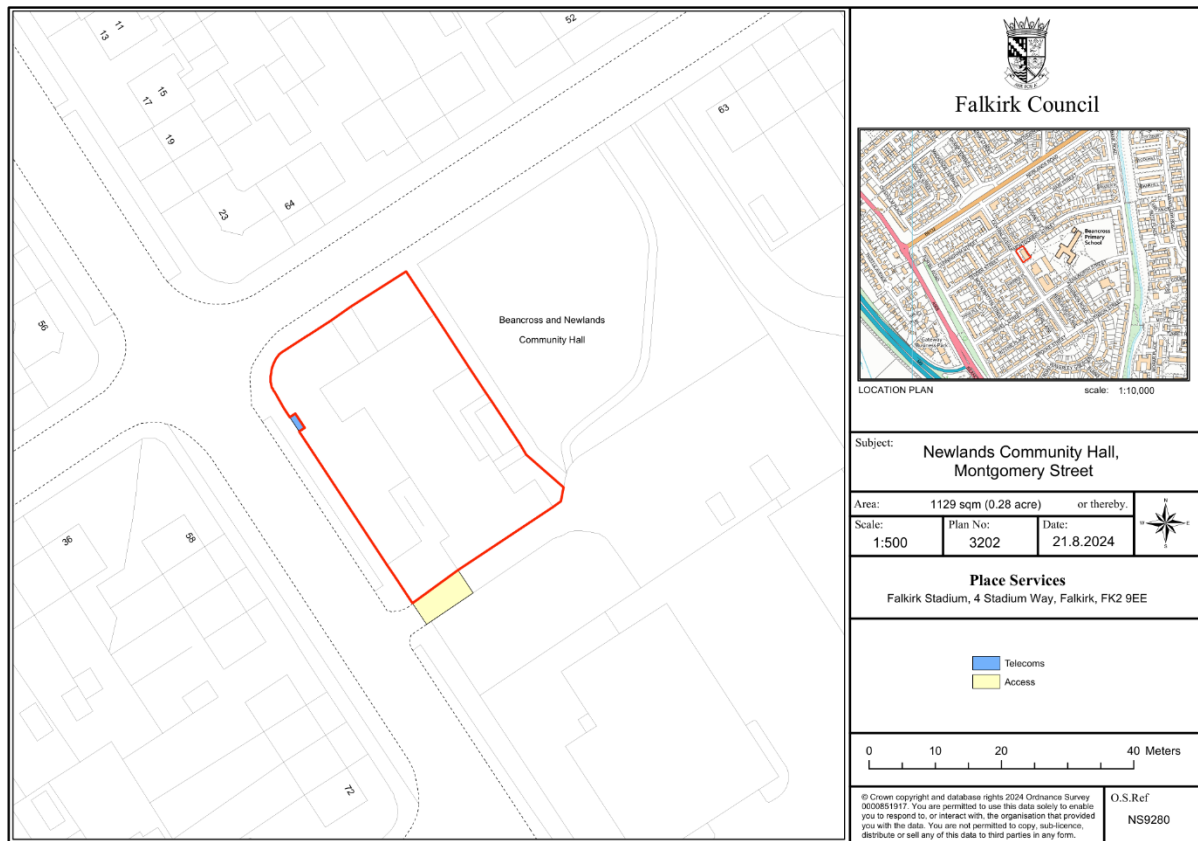 11
13
15
17
19
23
64
52
63
56
Beancross and Newlands
Community Hall
36
58
72
Falkirk Council
Beancross
Primary
School
Gateway
Business Park
LOCATION PLAN
scale: 1:10,000
Subject:
Newlands Community Hall,
Montgomery Street
Area: 1129 sqm (0.28 acre) or thereby.
Scale: Plan No: Date:
1:500 3202 21.8.2024
N
W E
S
Place Services
Falkirk Stadium, 4 Stadium Way, Falkirk, FK2 9EE
Telecoms
Access
0 10 20 40 Meters
© Crown copyright and database rights 2024 Ordnance Survey
0000851917. You are permitted to use this data solely to enable
you to respond to, or interact with, the organisation that provided
you with the data. You are not permitted to copy, sub-licence,
distribute or sell any of this data to third parties in any form.
O.S.Ref
NS9280